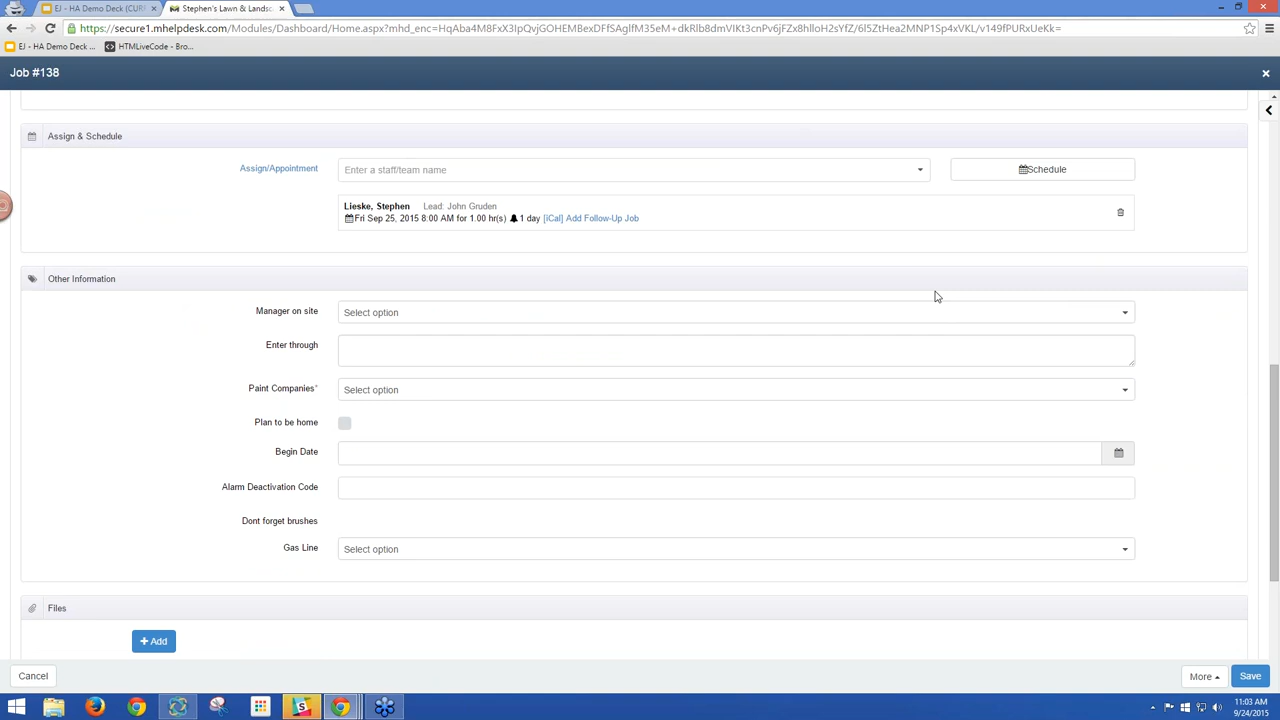 EJ - HA Demo Deck (CUR
Stephen's Lawn & Landsc
https://secure1.mhelpdesk.com/Modules/Dashboard/Home.aspx?mhd_enc=
EJ - HA Demo Deck ...
HTMLiveCode - Bro...
Job #138
Assign & Schedule
Assign/Appointment
Enter a staff/team name
Schedule
Lieske, Stephen Lead: John Gruden
Fri Sep 25, 2015 8:00 AM for 1.00 hr(s) 1 day [iCal] Add Follow-Up Job
Other Information
Manager on site
Select option
Enter through
Paint Companies*
Select option
Plan to be home
Begin Date
Alarm Deactivation Code
Dont forget brushes
Gas Line
Select option
Files
+ Add
Cancel
More
Save
11:03 AM
9/24/2015